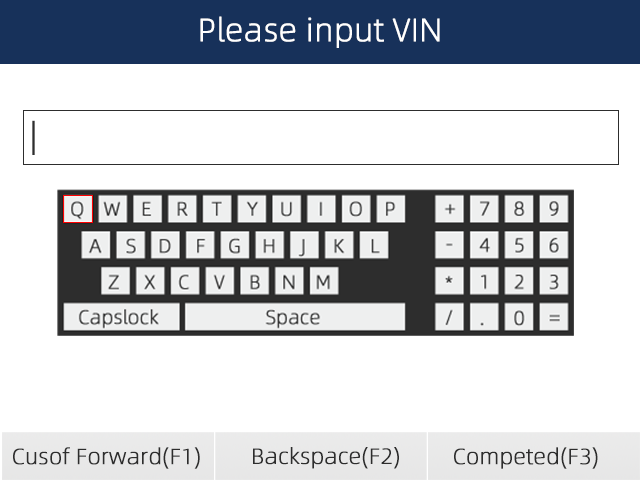 Please input VIN
Q W E R T Y U I O P + 7 8 9
A S D F G H J K L - 4 5 6
Z X C V B N M * 1 2 3
Capslock Space / . 0 =
Cusof Forward(F1) Backspace(F2) Competed(F3)